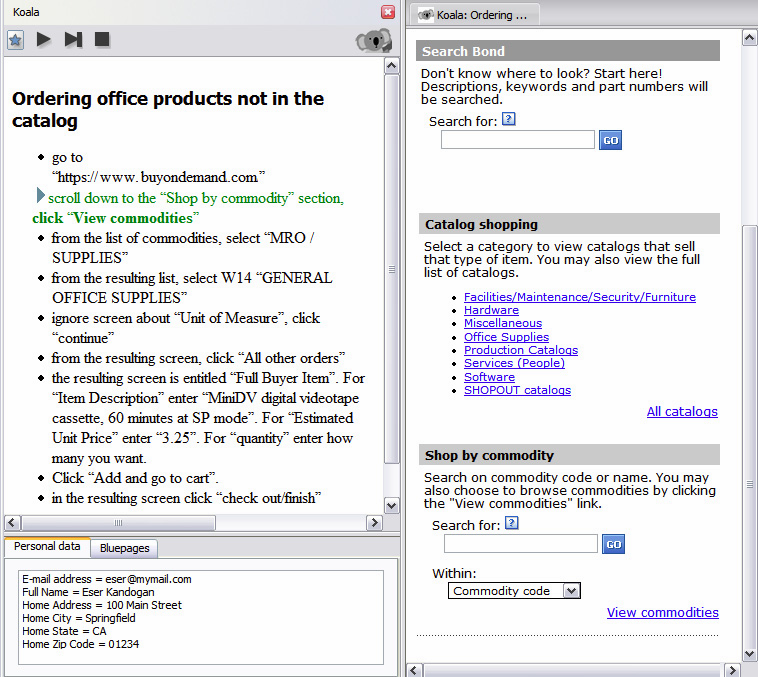 Koala
Ordering office products not in the
catalog
• go to
“https://www.buyondemand.com”
scroll down to the “Shop by commodity” section,
click “View commodities”
• from the list of commodities, select “MRO /
SUPPLIES”
• from the resulting list, select W14 “GENERAL
OFFICE SUPPLIES”
• ignore screen about “Unit of Measure”, click
“continue”
• from the resulting screen, click “All other orders”
• the resulting screen is entitled “Full Buyer Item”. For
“Item Description” enter “MiniDV digital videotape
cassette, 60 minutes at SP mode”. For “Estimated
Unit Price” enter “3.25”. For “quantity” enter how
many you want.
• Click “Add and go to cart”.
• in the resulting screen click “check out/finish”
Personal data Bluepages
E-mail address = eser@mymail.com
Full Name = Eser Kandogan
Home Address = 100 Main Street
Home City = Springfield
Home State = CA
Home Zip Code = 01234
Koala: Ordering ...
Search Bond
Don't know where to look? Start here!
Descriptions, keywords and part numbers will
be searched.
Search for: ?
GO
Catalog shopping
Select a category to view catalogs that sell
that type of item. You may also view the full
list of catalogs.
• Facilities/Maintenance/Security/Furniture
• Hardware
• Miscellaneous
• Office Supplies
• Production Catalogs
• Services (People)
• Software
• SHOPOUT catalogs
All catalogs
Shop by commodity
Search on commodity code or name. You may
also choose to browse commodities by clicking
the "View commodities" link.
Search for: ?
GO
Within:
Commodity code
View commodities